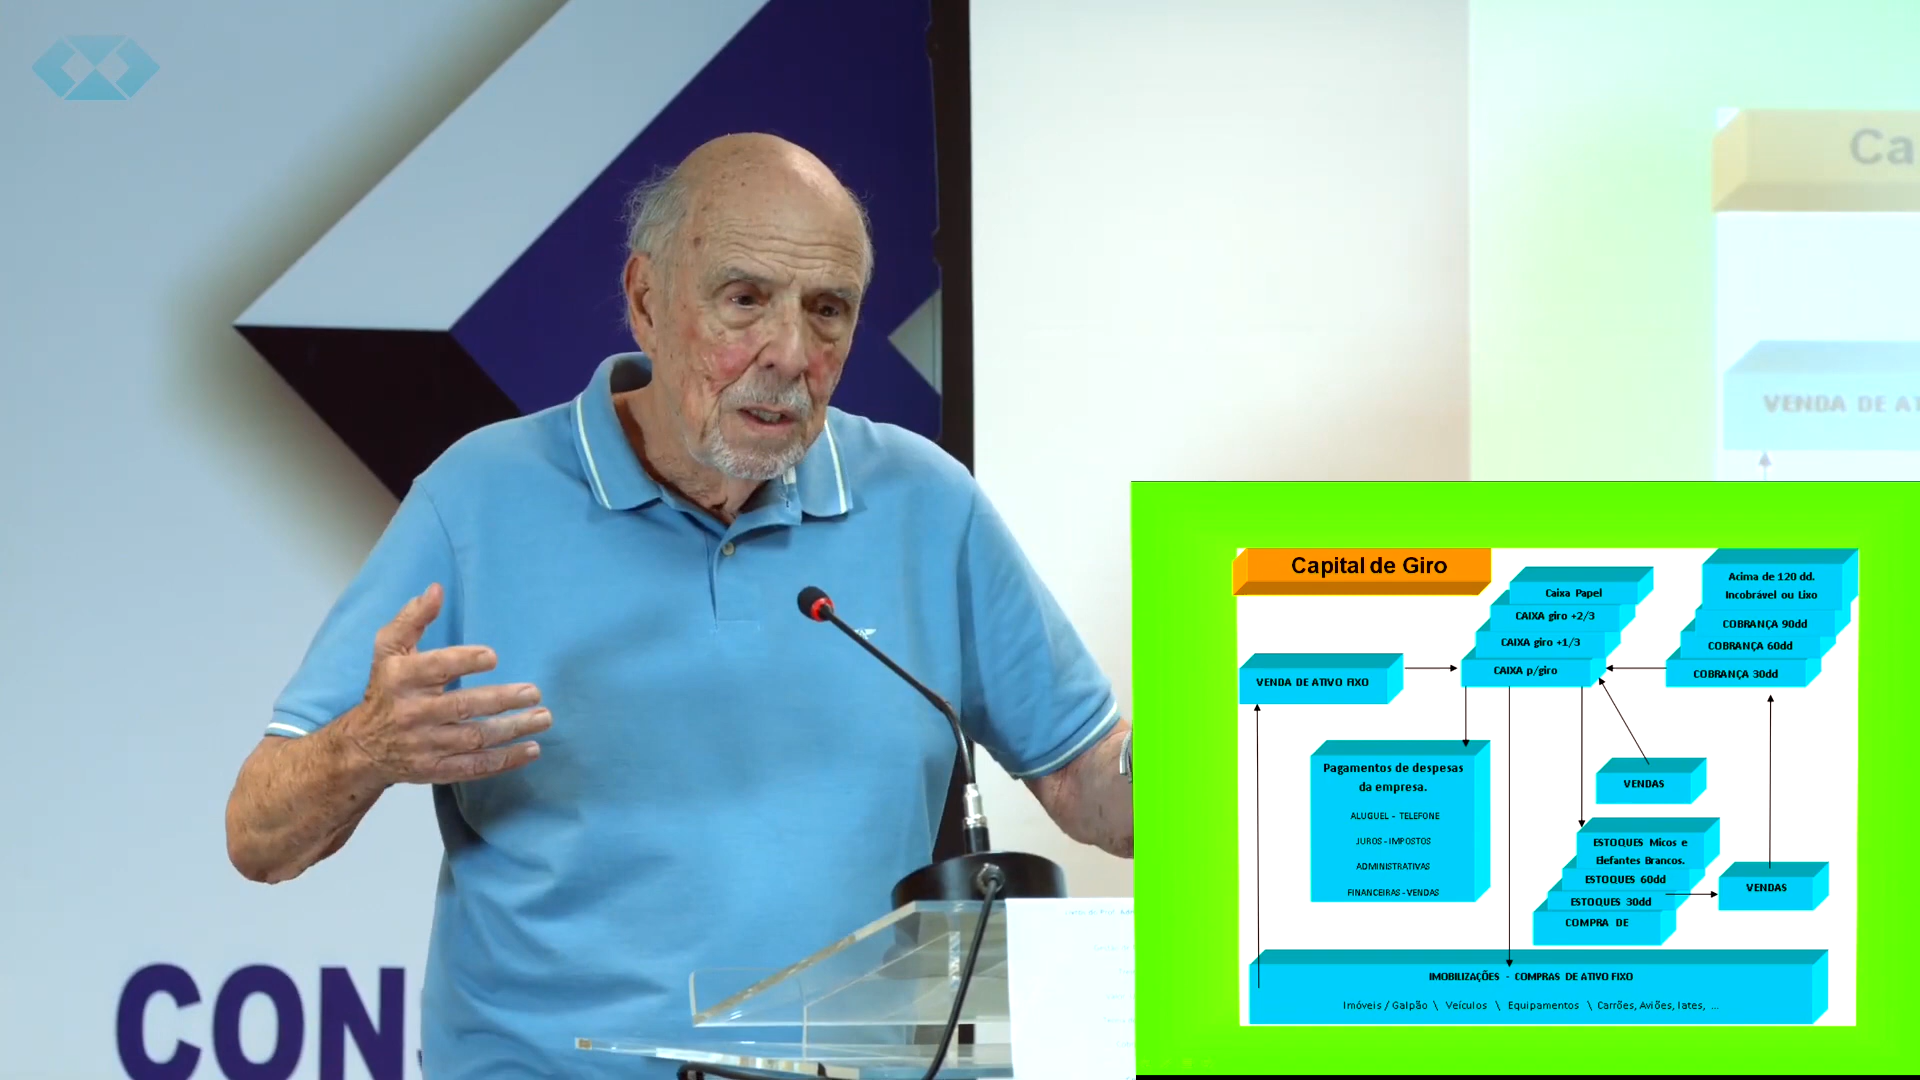 Ca
VENDA DE AT
CON
Capital de Giro
Caixa Papel
CAIXA giro +2/3
CAIXA giro +1/3
CAIXA p/giro
Acima de 120 dd.
Incobrável ou Lixo
COBRANÇA 90dd
COBRANÇA 60dd
COBRANÇA 30dd
VENDA DE ATIVO FIXO
Pagamentos de despesas
da empresa.
ALUGUEL - TELEFONE
JUROS - IMPOSTOS
ADMINISTRATIVAS
FINANCEIRAS - VENDAS
VENDAS
ESTOQUES Micos e
Elefantes Brancos.
ESTOQUES 60dd
ESTOQUES 30dd
COMPRA DE
VENDAS
IMOBILIZAÇÕES - COMPRAS DE ATIVO FIXO
Imóveis / Galpão \ Veículos \ Equipamentos \ Carrões, Aviões, Iates, ...